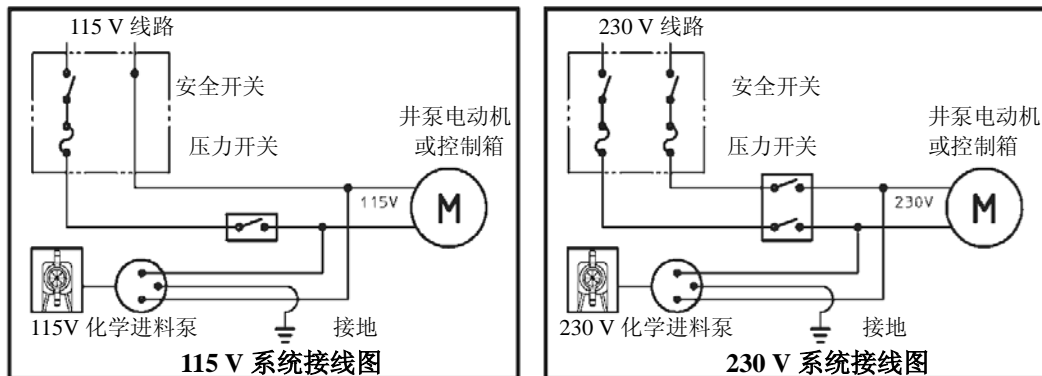 115 V 线路
安全开关
压力开关
井泵电动机
或控制箱
115V
M
115V 化学进料泵
接地
115 V 系统接线图
230 V 线路
安全开关
压力开关
井泵电动机
或控制箱
230V
M
230 V 化学进料泵
接地
230 V 系统接线图